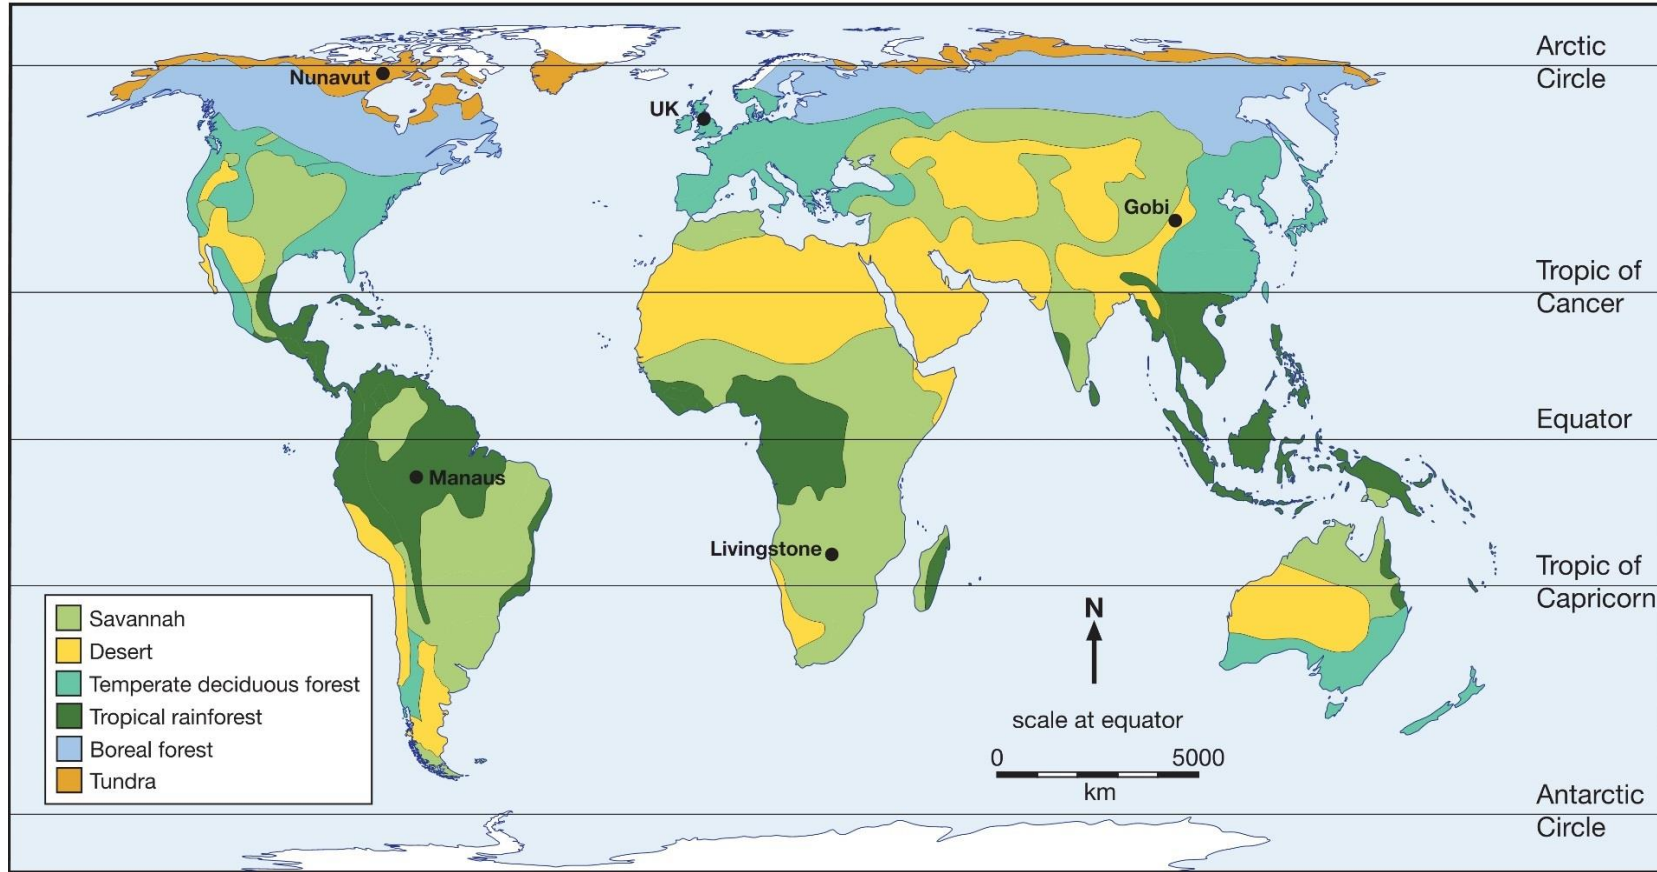 Arctic
Circle
Nunavut
UK
Gobi
Tropic of
Cancer
Equator
Manaus
Livingstone
Tropic of
Capricorn
N
Savannah
Desert
Temperate deciduous forest
Tropical rainforest
Boreal forest
Tundra
scale at equator
0 5000
km
Antarctic
Circle